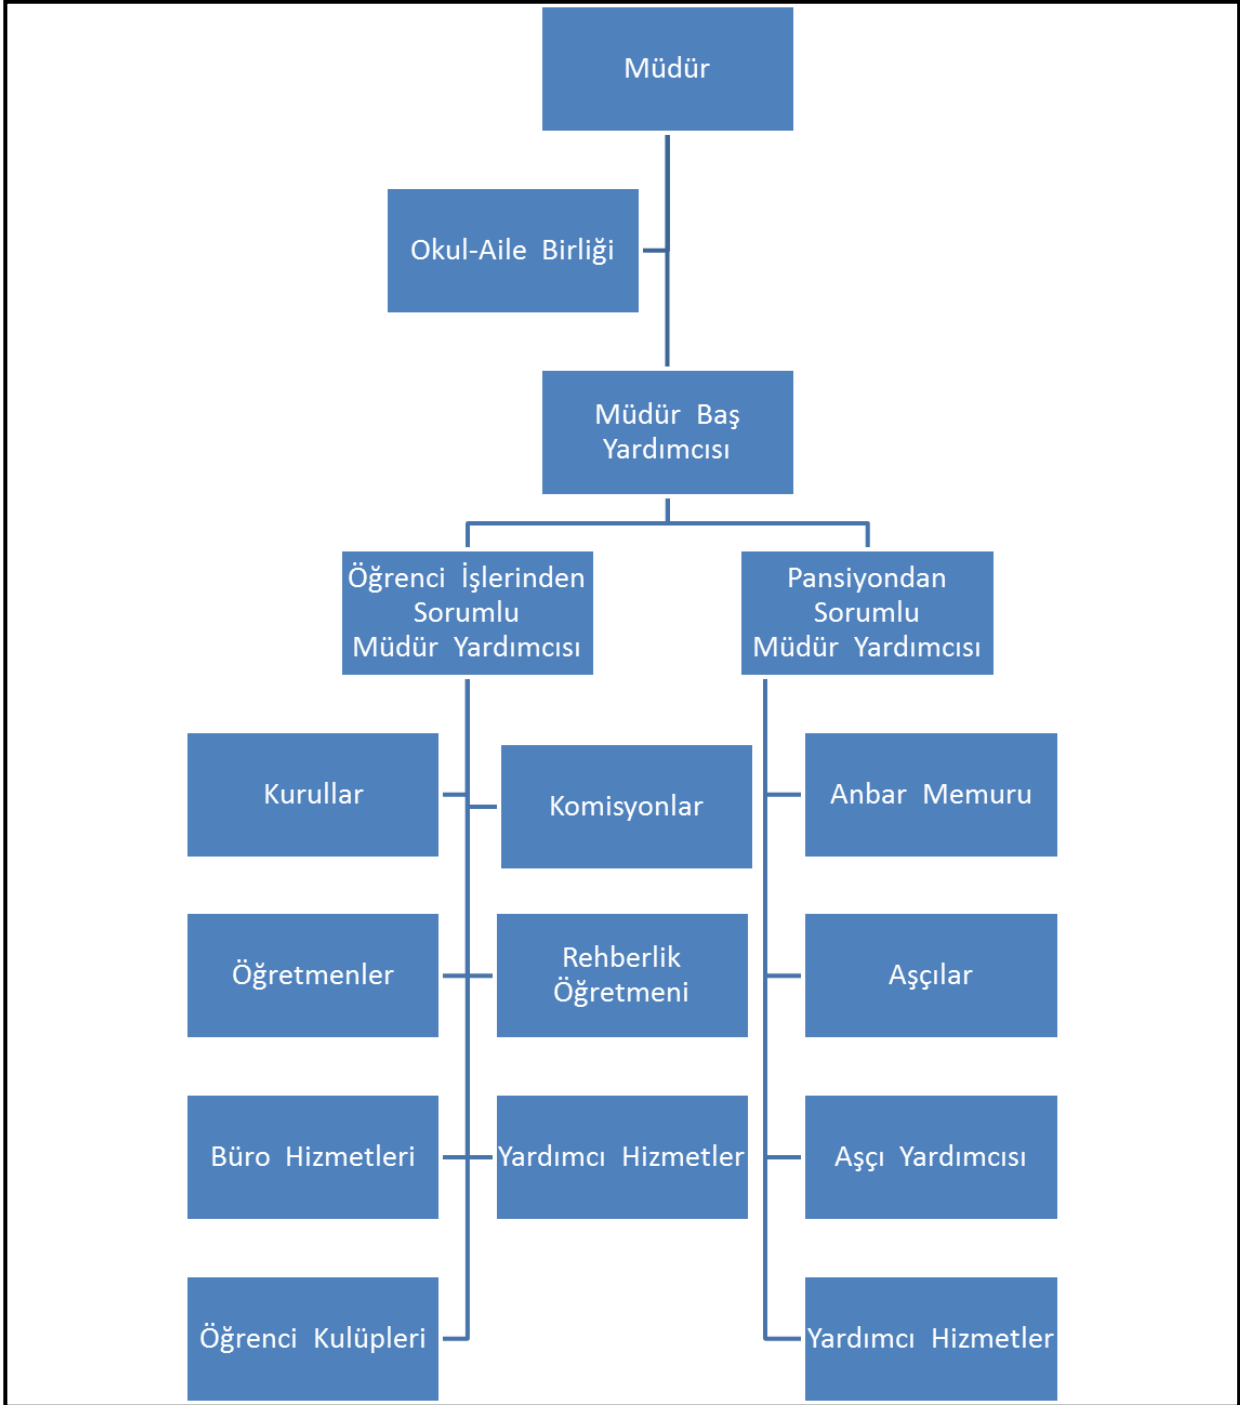 Müdür
Okul-Aile Birliği
Müdür Baş
Yardımcısı
Öğrenci İşlerinden
Sorumlu
Müdür Yardımcısı
Pansiyondan
Sorumlu
Müdür Yardımcısı
Kurullar
Komisyonlar
Anbar Memuru
Öğretmenler
Rehberlik
Öğretmeni
Aşçılar
Büro Hizmetleri
Yardımcı Hizmetler
Aşçı Yardımcısı
Öğrenci Kulüpleri
Yardımcı Hizmetler